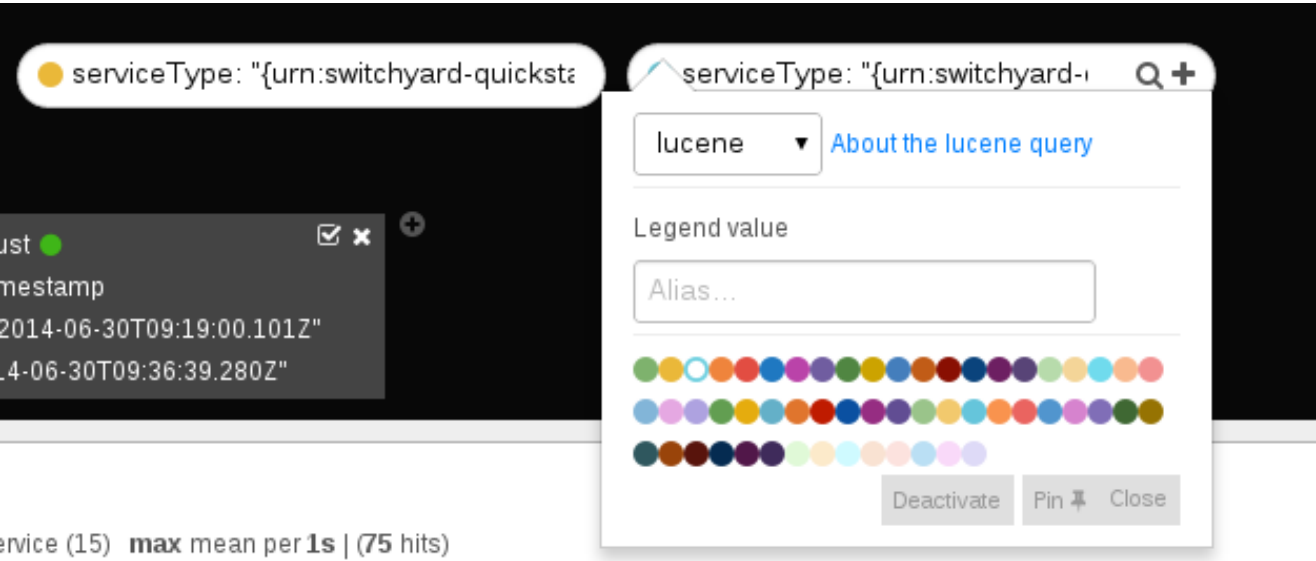 serviceType: "{urn:switchyard-quicksta
serviceType: "{urn:switchyard-
lucene
About the lucene query
ust
mestamp
2014-06-30T09:19:00.101Z"
4-06-30T09:36:39.280Z"
Legend value
Alias...
Deactivate
Pin
Close
ervice (15) max mean per 1s | (75 hits)